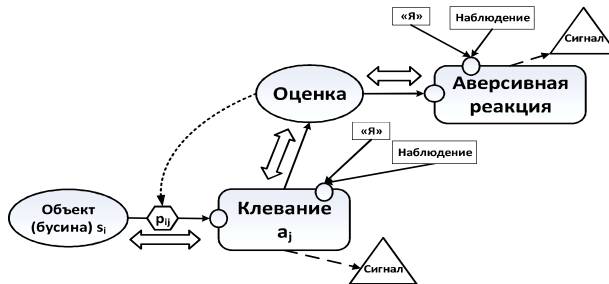 «Я»
Наблюдение
Сигнал
Аверсивная
реакция
Оценка
«Я»
Наблюдение
Объект
(бусина) si
pij
Клевание
aj
Сигнал